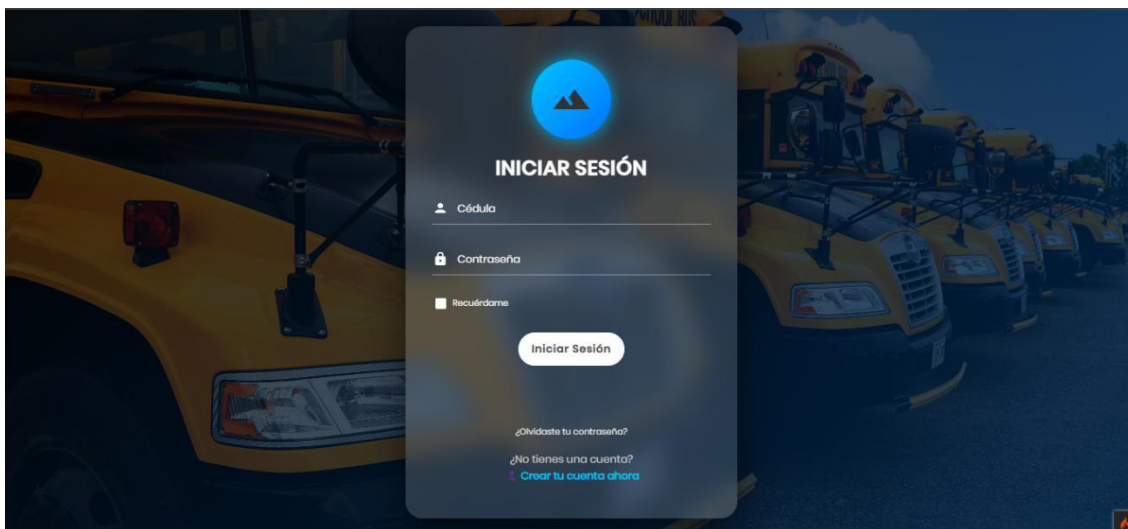 INICIAR SESIÓN
Cédula
Contraseña
Recuérdame
Iniciar Sesión
¿Olvidaste tu contraseña?
¿No tienes una cuenta?
Crear tu cuenta ahora